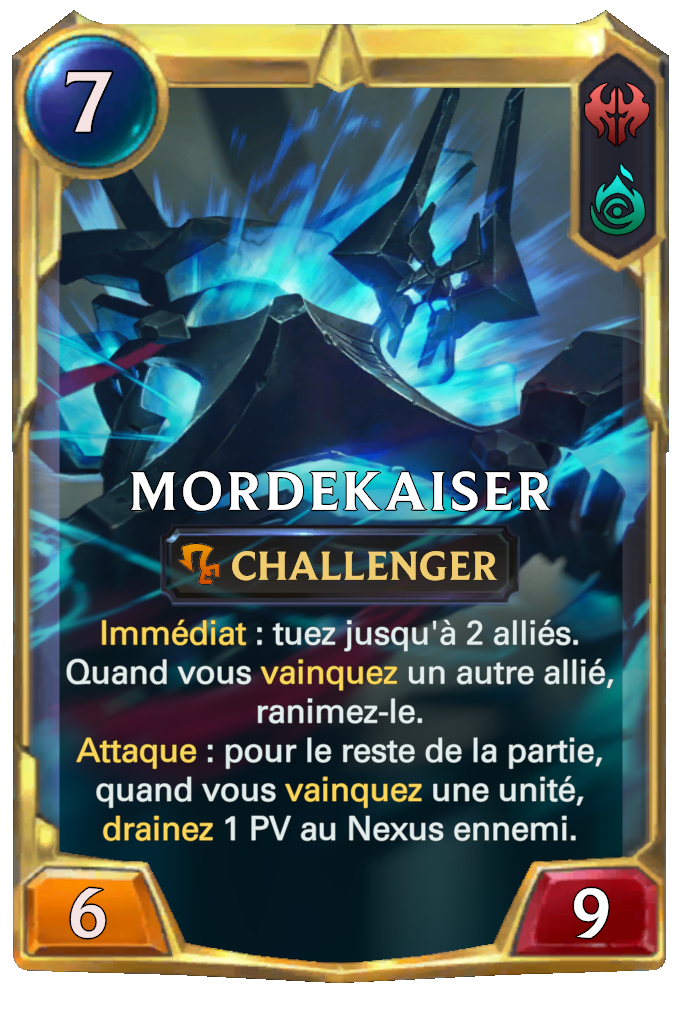 7
MORDEKAISER
CHALLENGER
Immédiat : tuez jusqu'à 2 alliés.
Quand vous vainquez un autre allié,
ranimez-le.
Attaque : pour le reste de la partie,
quand vous vainquez une unité,
drainez 1 PV au Nexus ennemi.
6
9